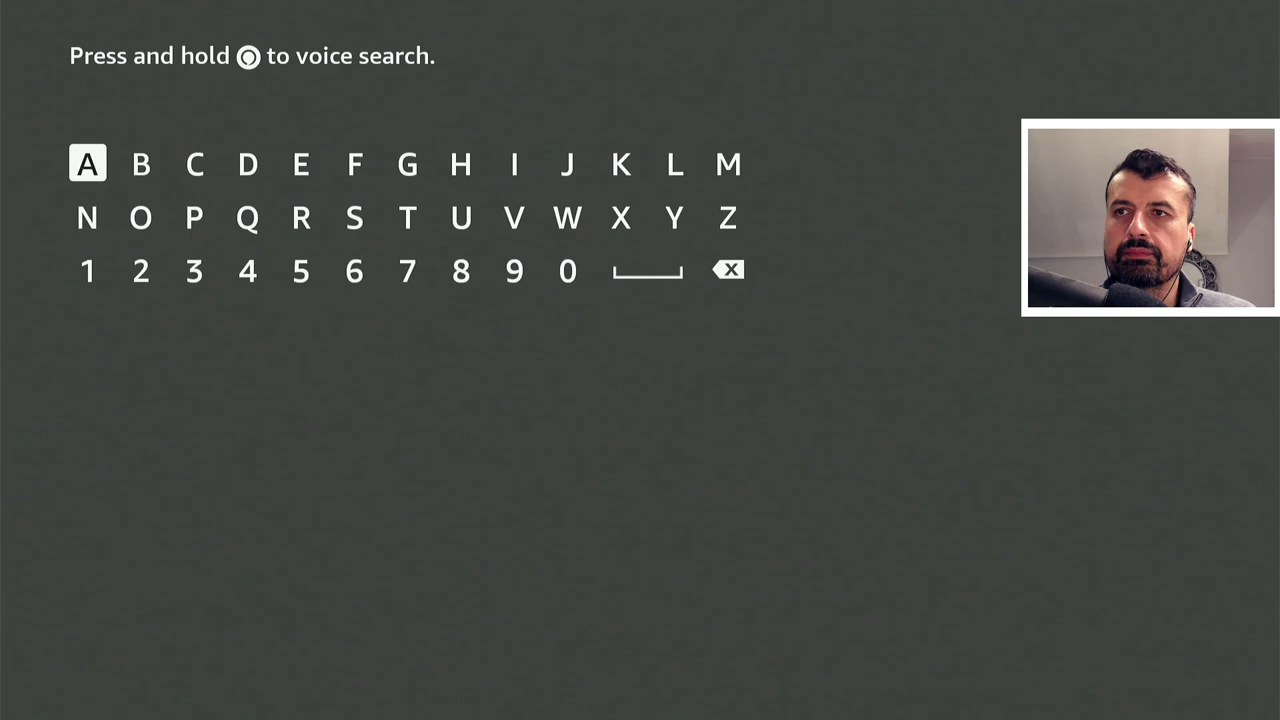 Press and hold to voice search.
A B C D E F G H I J K L M
N O P Q R S T U V W X Y Z
1 2 3 4 5 6 7 8 9 0